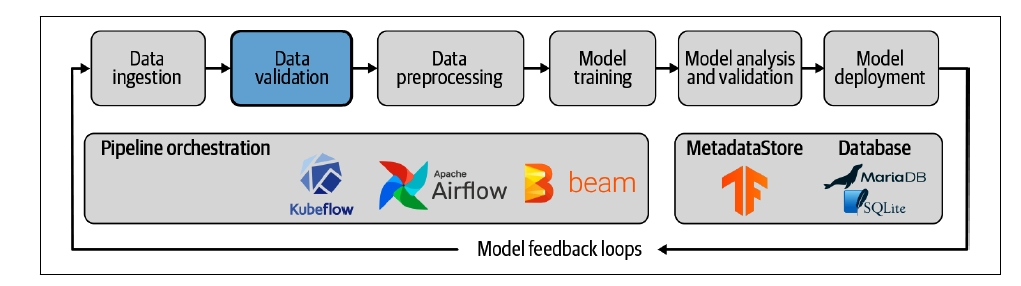 Data
ingestion
Data
validation
Data
preprocessing
Model
training
Model analysis
and validation
Model
deployment
Pipeline orchestration
Kubeflow
Apache
Airflow
beam
MetadataStore
Database
MariaDB
SQLite
Model feedback loops